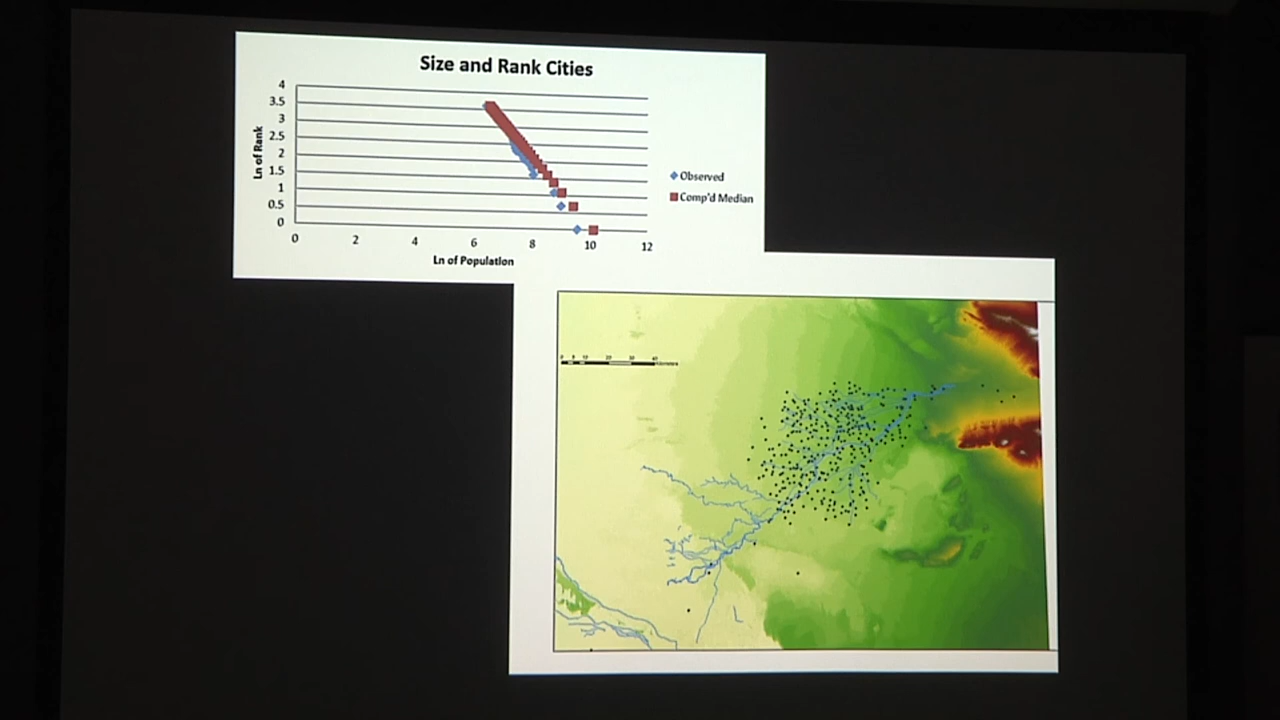 Size and Rank Cities
4
3.5
3
2.5
2
1.5
1
0.5
0
Ln of Rank
0 2 4 6 8 10 12
Ln of Population
Observed
Comp'd Median